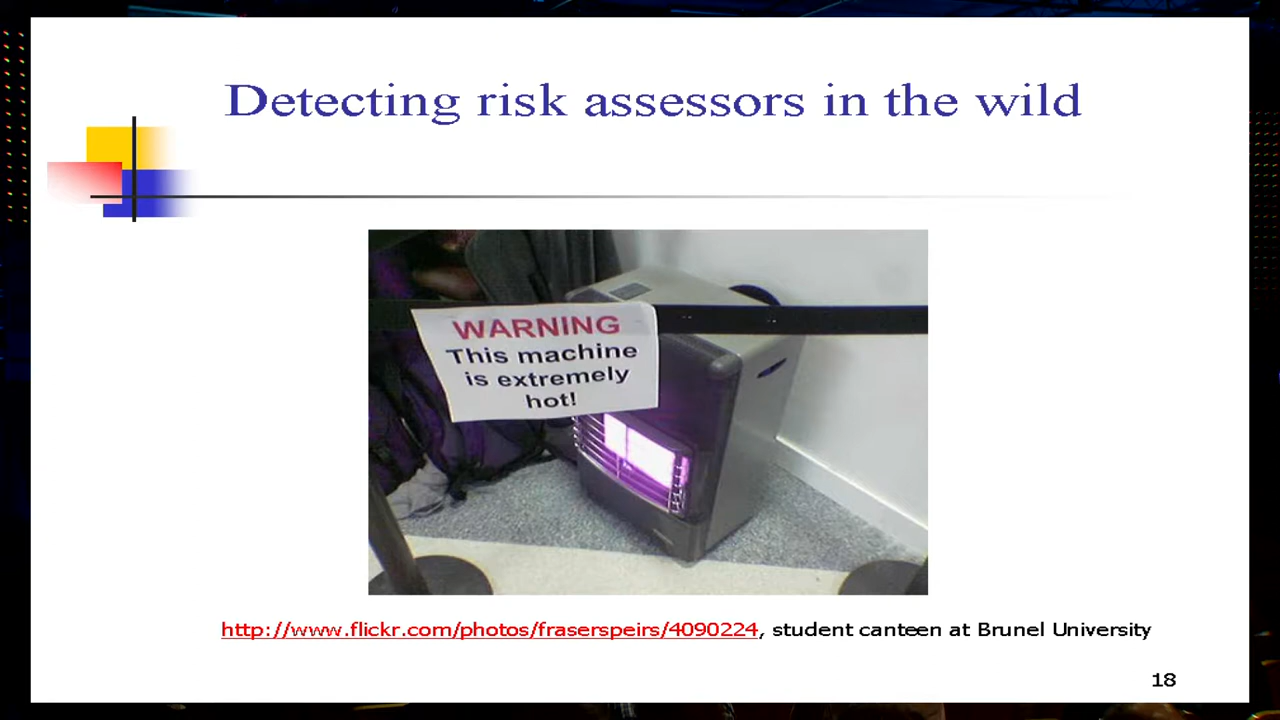 Detecting risk assessors in the wild
WARNING
This machine
is extremely
hot!
http://www.flickr.com/photos/fraserspeirs/4090224, student canteen at Brunel University
18